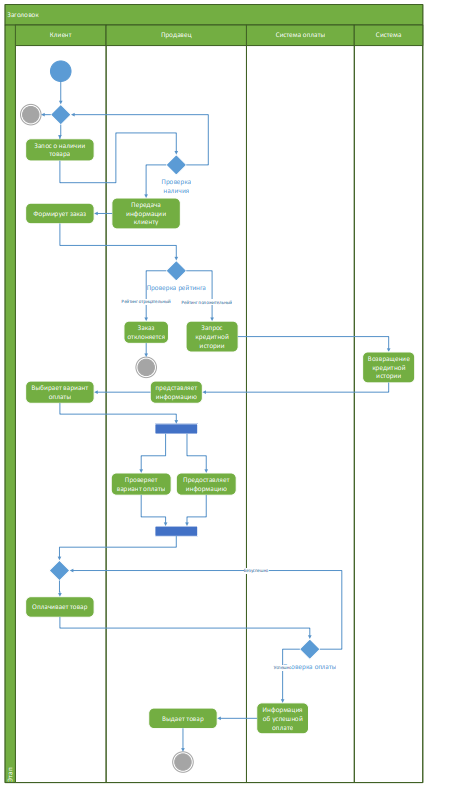 Заголовок
Клиент
Продавец
Система оплаты
Система
Запрос о наличии
товара
Проверка
наличия
Передача
информации
клиенту
Формирует заказ
Проверка рейтинга
Рейтинг отрицательный
Рейтинг положительный
Заказ
отклоняется
Запрос
кредитной
истории
Возвращение
кредитной
истории
Выбирает вариант
оплаты
представляет
информацию
Проверяет
вариант оплаты
Предоставляет
информацию
Оплачивает товар
оверка оплаты
Информация
об успешной
оплате
Выдает товар
Этап